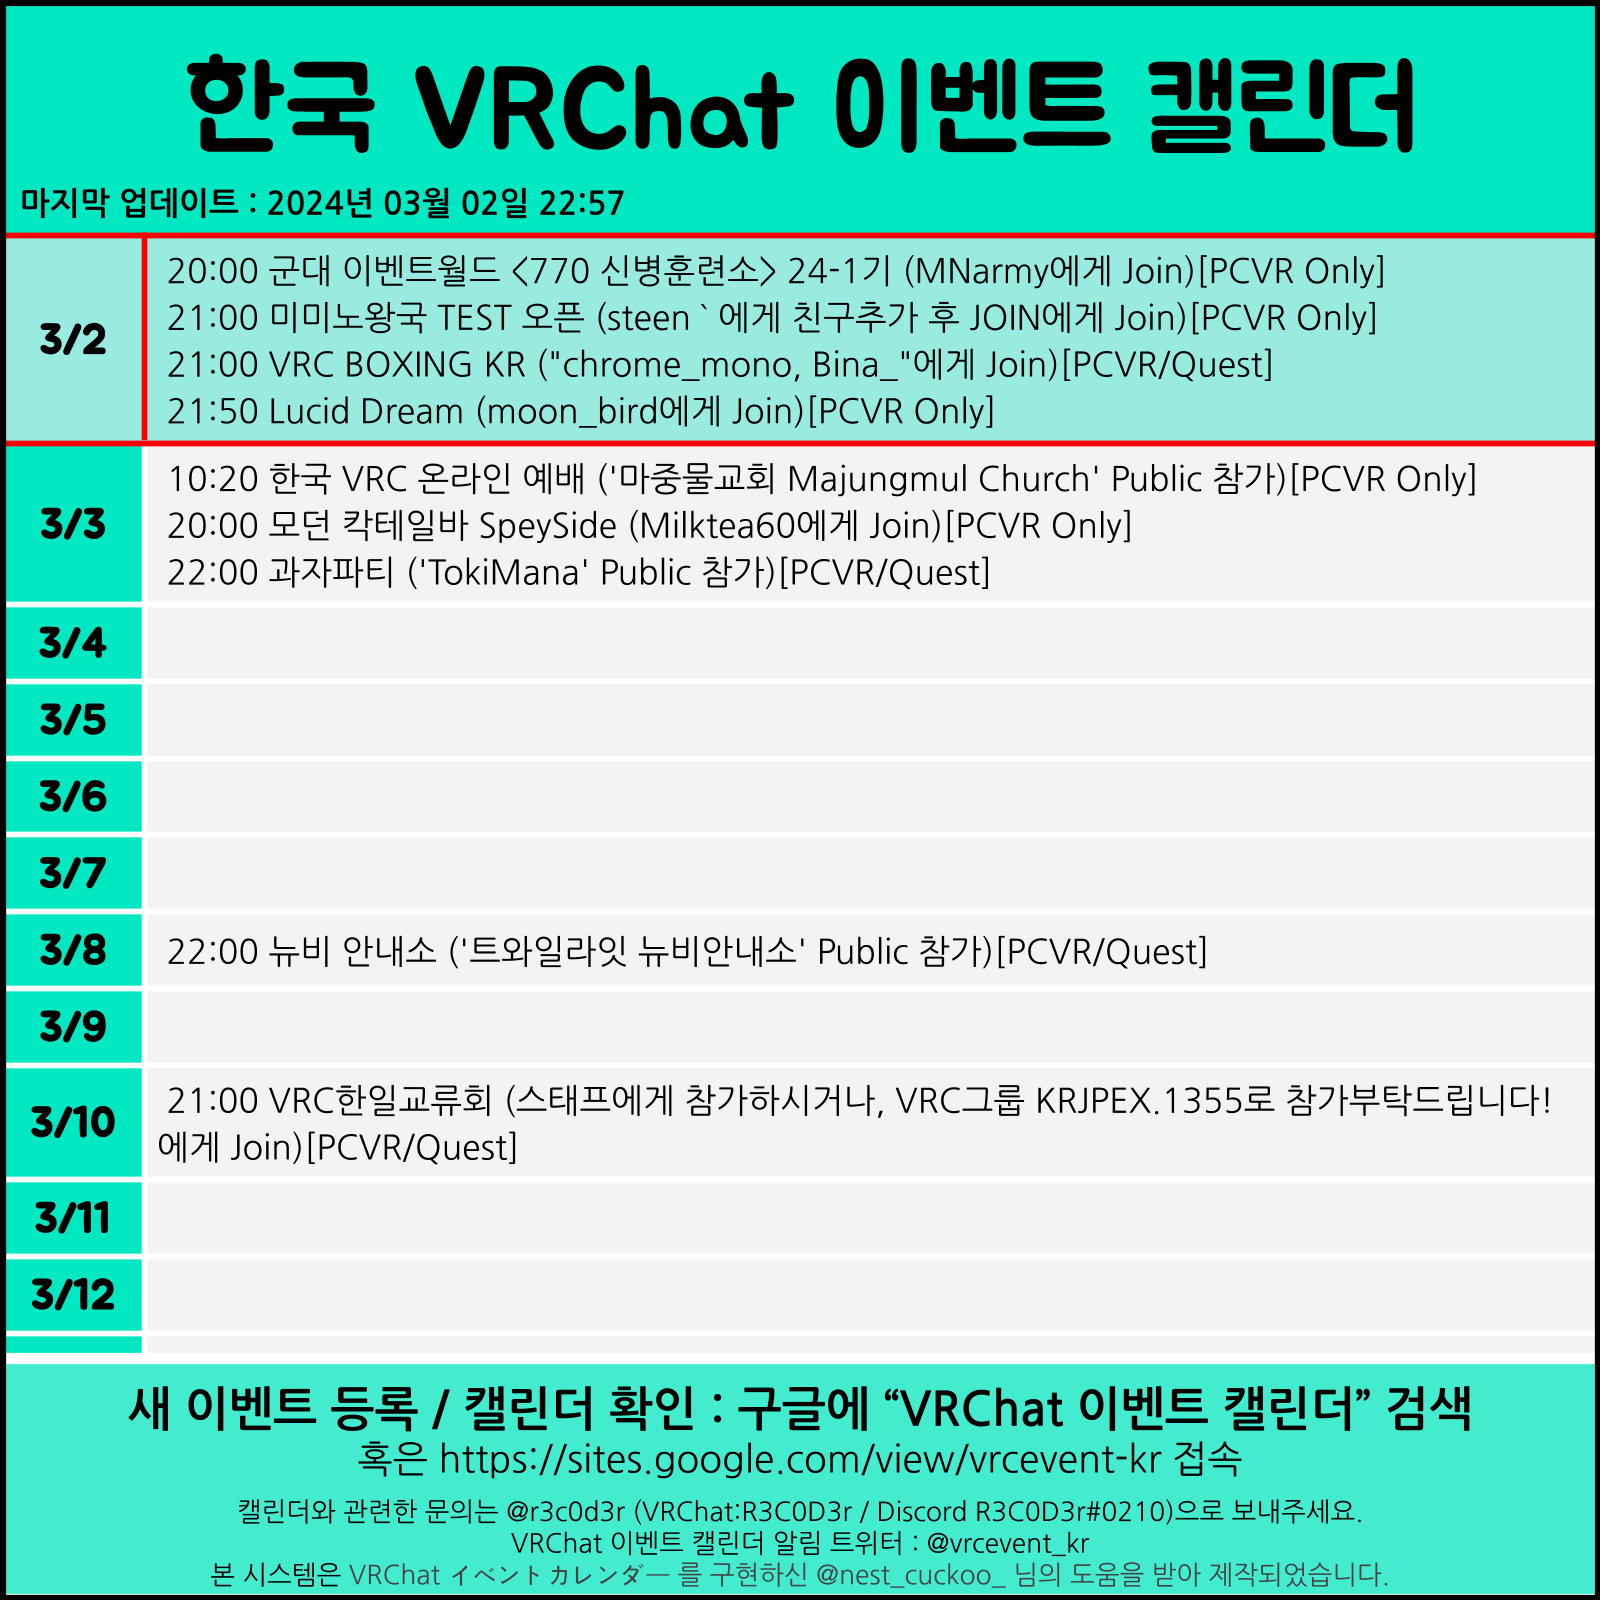 한국 VRChat 이벤트 캘린더
마지막 업데이트 : 2024년 03월 02일 22:57
3/2
20:00 군대 이벤트월드 <770 신병훈련소> 24-1기 (MNarmy에게 Join)[PCVR Only]
21:00 미미노왕국 TEST 오픈 (steen ` 에게 친구추가 후 JOIN에게 Join)[PCVR Only]
21:00 VRC BOXING KR ("chrome_mono, Bina_"에게 Join)[PCVR/Quest]
21:50 Lucid Dream (moon_bird에게 Join)[PCVR Only]
3/3
10:20 한국 VRC 온라인 예배 ('마중물교회 Majungmul Church' Public 참가)[PCVR Only]
20:00 모던 칵테일바 SpeySide (Milktea60에게 Join)[PCVR Only]
22:00 과자파티 ('TokiMana' Public 참가)[PCVR/Quest]
3/4
3/5
3/6
3/7
3/8
22:00 뉴비 안내소 ('트와일라잇 뉴비안내소' Public 참가)[PCVR/Quest]
3/9
3/10
21:00 VRC한일교류회 (스태프에게 참가하시거나, VRC그룹 KRJPEX.1355로 참가부탁드립니다!
에게 Join)[PCVR/Quest]
3/11
3/12
새 이벤트 등록 / 캘린더 확인 : 구글에 “VRChat 이벤트 캘린더” 검색
혹은 https://sites.google.com/view/vrcevent-kr 접속
캘린더와 관련한 문의는 @r3c0d3r (VRChat:R3C0D3r / Discord R3C0D3r#0210)으로 보내주세요.
VRChat 이벤트 캘린더 알림 트위터 : @vrcevent_kr
본 시스템은 VRChat イベントカレンダー 를 구현하신 @nest_cuckoo_ 님의 도움을 받아 제작되었습니다.